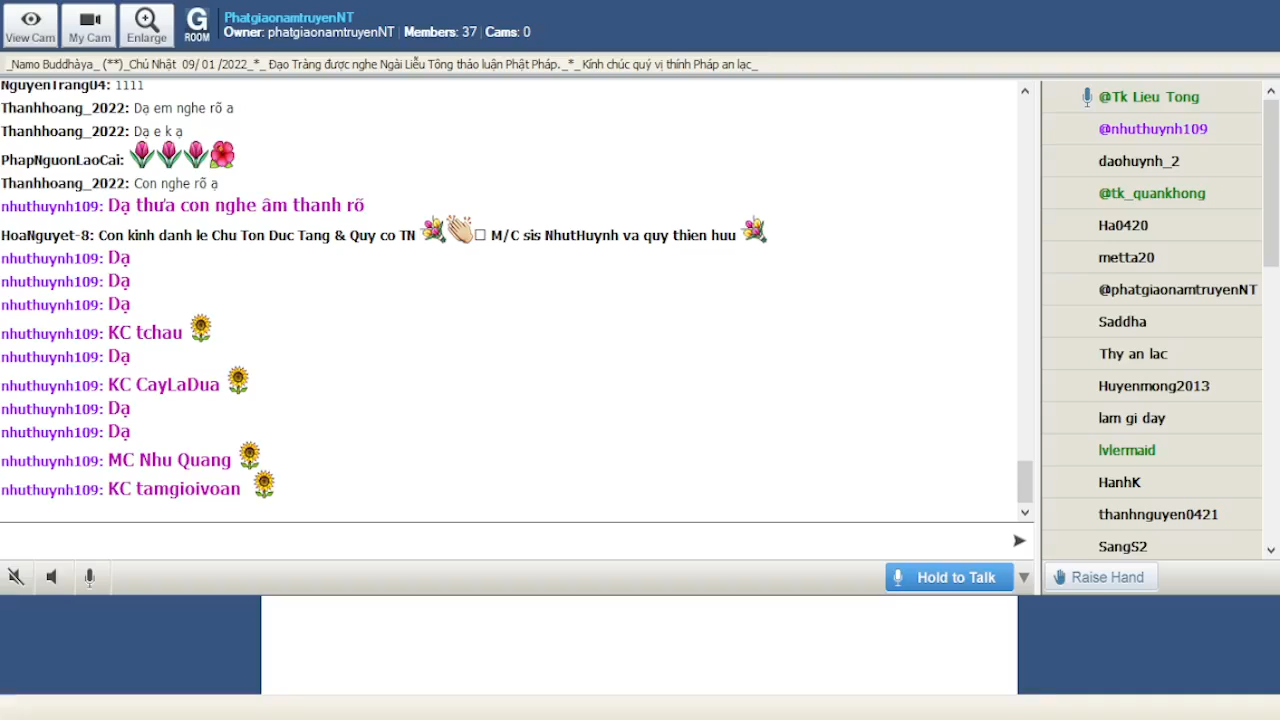 View Cam
My Cam
Enlarge
G
ROOM
PhatgiaonamtruyenNT
Owner: phatgiaonamtruyenNT | Members: 37 | Cams: 0
_Namo Buddhàya_ (**)_Chủ Nhật 09/ 01 /2022_*_ Đạo Tràng được nghe Ngài Liễu Tông thảo luận Phật Pháp._*_Kính chúc quý vị thính Pháp an lạc_
NguyenTrang04: 1111
Thanhhoang_2022: Dạ em nghe rõ ạ
Thanhhoang_2022: Dạ e k ạ
PhapNguonLaoCai:
Thanhhoang_2022: Con nghe rõ ạ
nhuthuynh109: Dạ thưa con nghe âm thanh rõ
HoaNguyet-8: Con kinh danh le Chu Ton Duc Tang & Quy co TN M/C sis NhutHuynh va quy thien huu
nhuthuynh109: Dạ
nhuthuynh109: Dạ
nhuthuynh109: Dạ
nhuthuynh109: KC tchau
nhuthuynh109: Dạ
nhuthuynh109: KC CayLaDua
nhuthuynh109: Dạ
nhuthuynh109: Dạ
nhuthuynh109: MC Nhu Quang
nhuthuynh109: KC tamgioivoan
@Tk Lieu Tong
@nhuthuynh109
daohuynh_2
@tk_quankhong
Ha0420
metta20
@phatgiaonamtruyenNT
Saddha
Thy an lac
Huyenmong2013
lam gi day
lvlermaid
HanhK
thanhnguyen0421
SangS2
Hold to Talk
Raise Hand